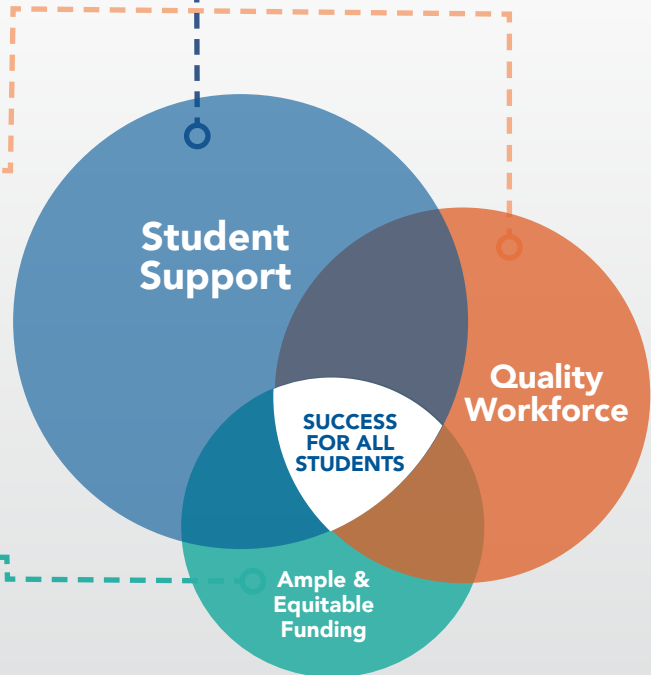 Student
Support
Quality
Workforce
SUCCESS
FOR ALL
STUDENTS
Ample &
Equitable
Funding